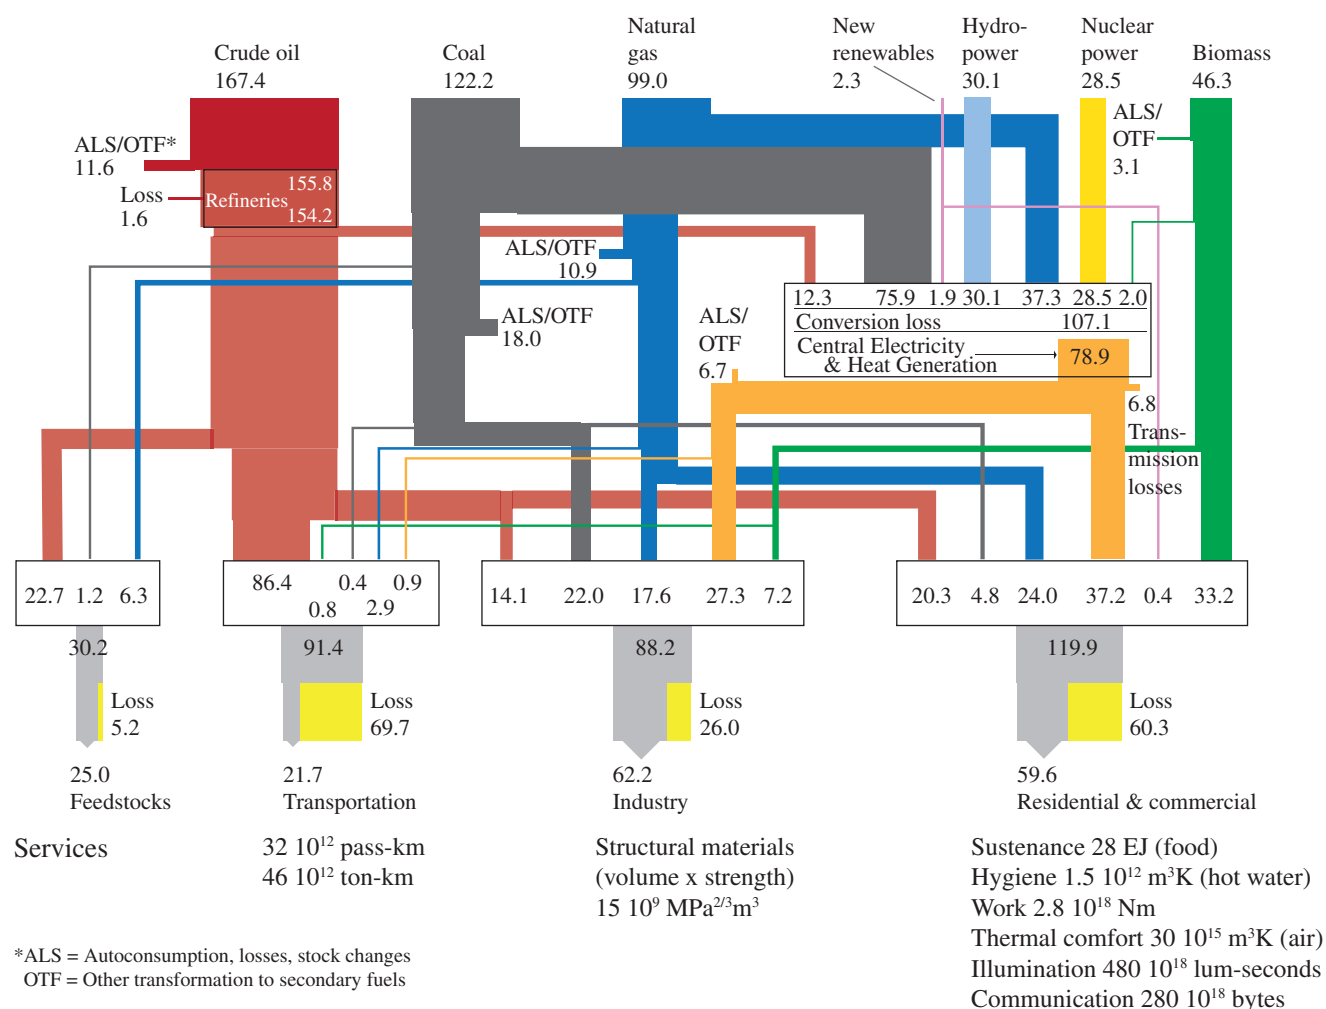 Crude oil
167.4
Coal
122.2
Natural
gas
99.0
New
renewables
2.3
Hydro-
power
30.1
Nuclear
power
28.5
Biomass
46.3
ALS/OTF*
11.6
Loss
1.6
155.8
Refineries
154.2
ALS/
OTF
3.1
ALS/OTF
10.9
ALS/OTF
18.0
ALS/
OTF
6.7
12.3 75.9 1.9 30.1 37.3 28.5 2.0
Conversion loss 107.1
Central Electricity
& Heat Generation
78.9
6.8
Trans-
mission
losses
22.7 1.2 6.3
86.4 0.8 0.4 2.9 0.9
14.1 22.0 17.6 27.3 7.2
20.3 4.8 24.0 37.2 0.4 33.2
30.2
91.4
88.2
119.9
Loss
5.2
Loss
69.7
Loss
26.0
Loss
60.3
25.0
Feedstocks
21.7
Transportation
62.2
Industry
59.6
Residential & commercial
Services
32 10¹² pass-km
46 10¹² ton-km
Structural materials
(volume x strength)
15 10⁹ MPa²ᐟ³m³
Sustenance 28 EJ (food)
Hygiene 1.5 10¹² m³K (hot water)
Work 2.8 10¹⁸ Nm
Thermal comfort 30 10¹⁵ m³K (air)
Illumination 480 10¹⁸ lum-seconds
Communication 280 10¹⁸ bytes
*ALS = Autoconsumption, losses, stock changes
OTF = Other transformation to secondary fuels